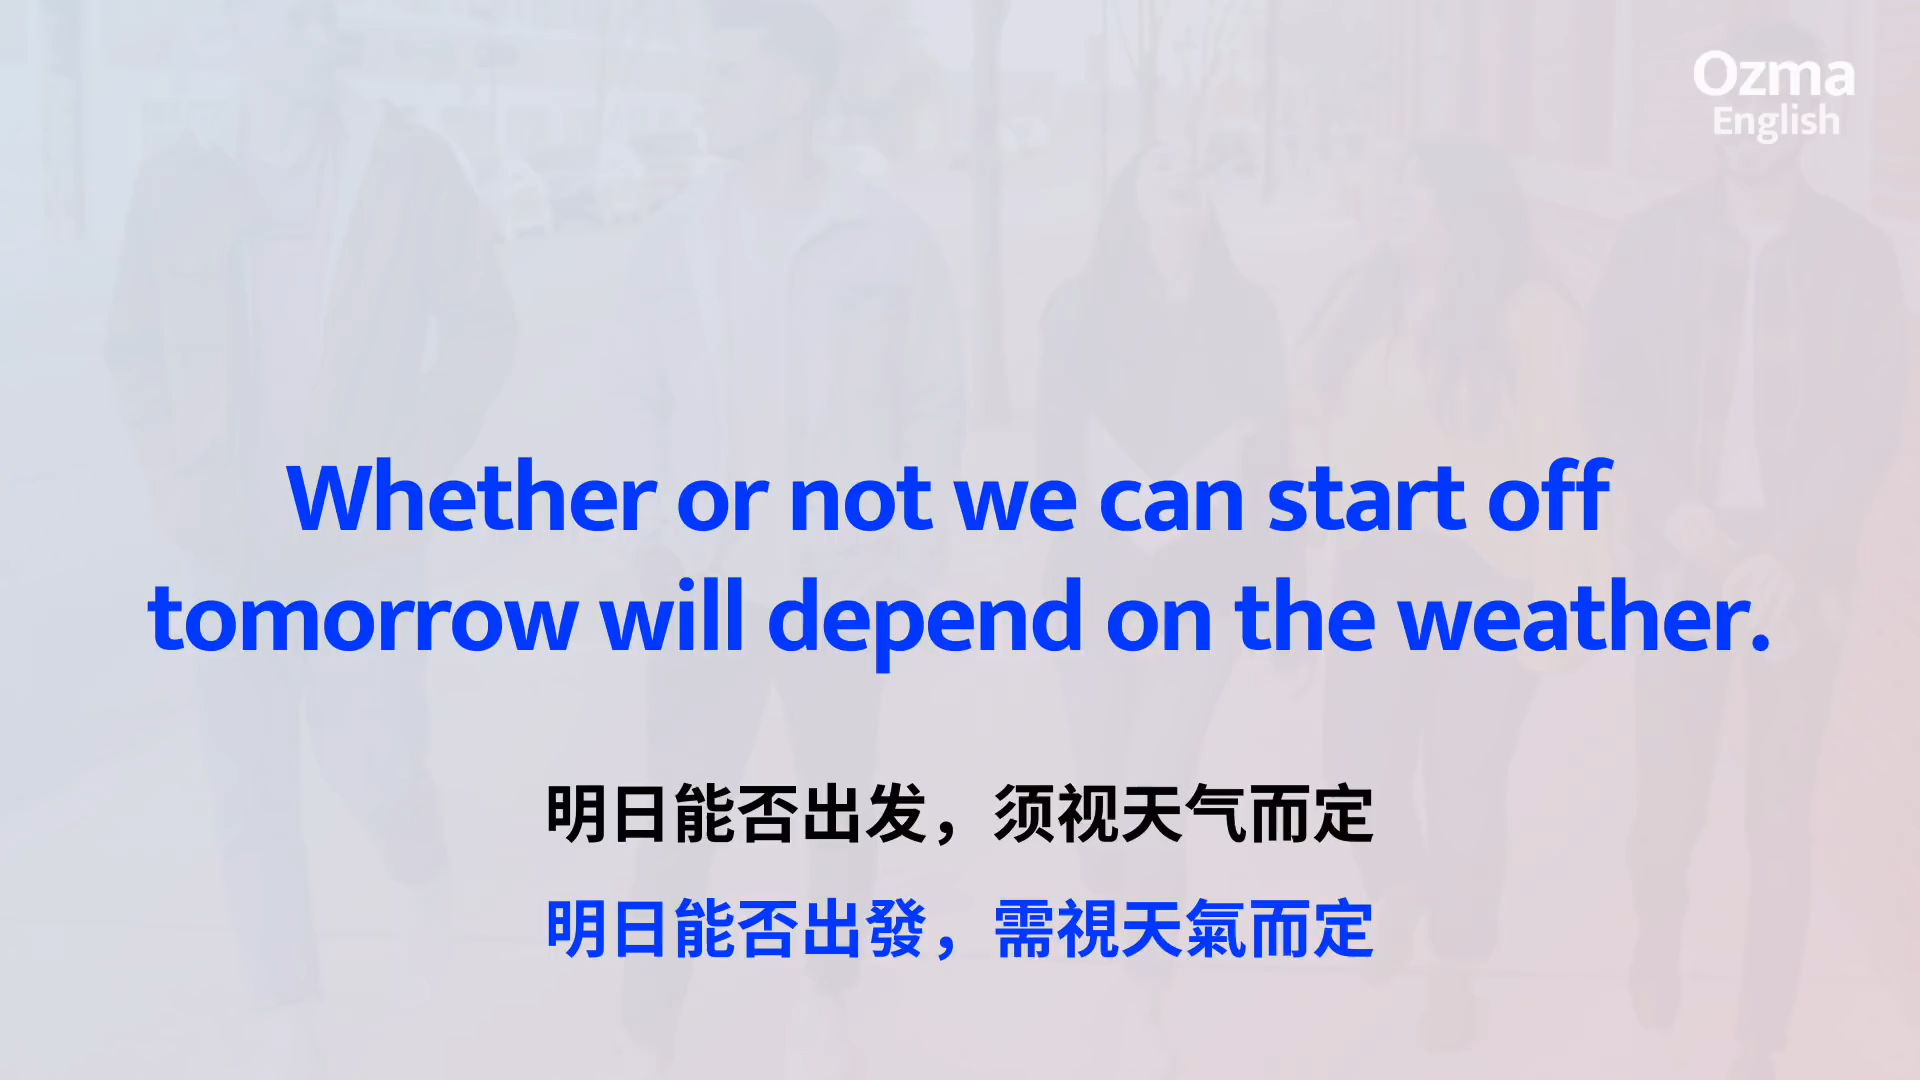 Ozma
English
Whether or not we can start off
tomorrow will depend on the weather.
明日能否出发，须视天气而定
明日能否出發，需視天氣而定